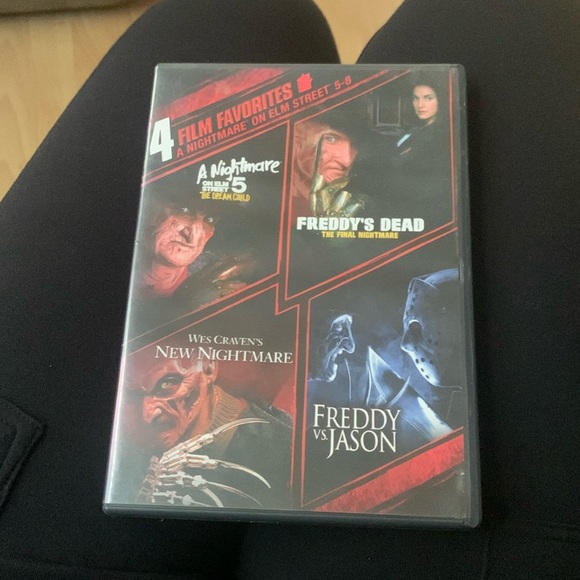 4 FILM FAVORITES
A NIGHTMARE ON ELM STREET 5-8
A Nightmare
ON ELM
STREET 5
THE DREAM CHILD
FREDDY'S DEAD
THE FINAL NIGHTMARE
WES CRAVEN'S
NEW NIGHTMARE
FREDDY
VS. JASON